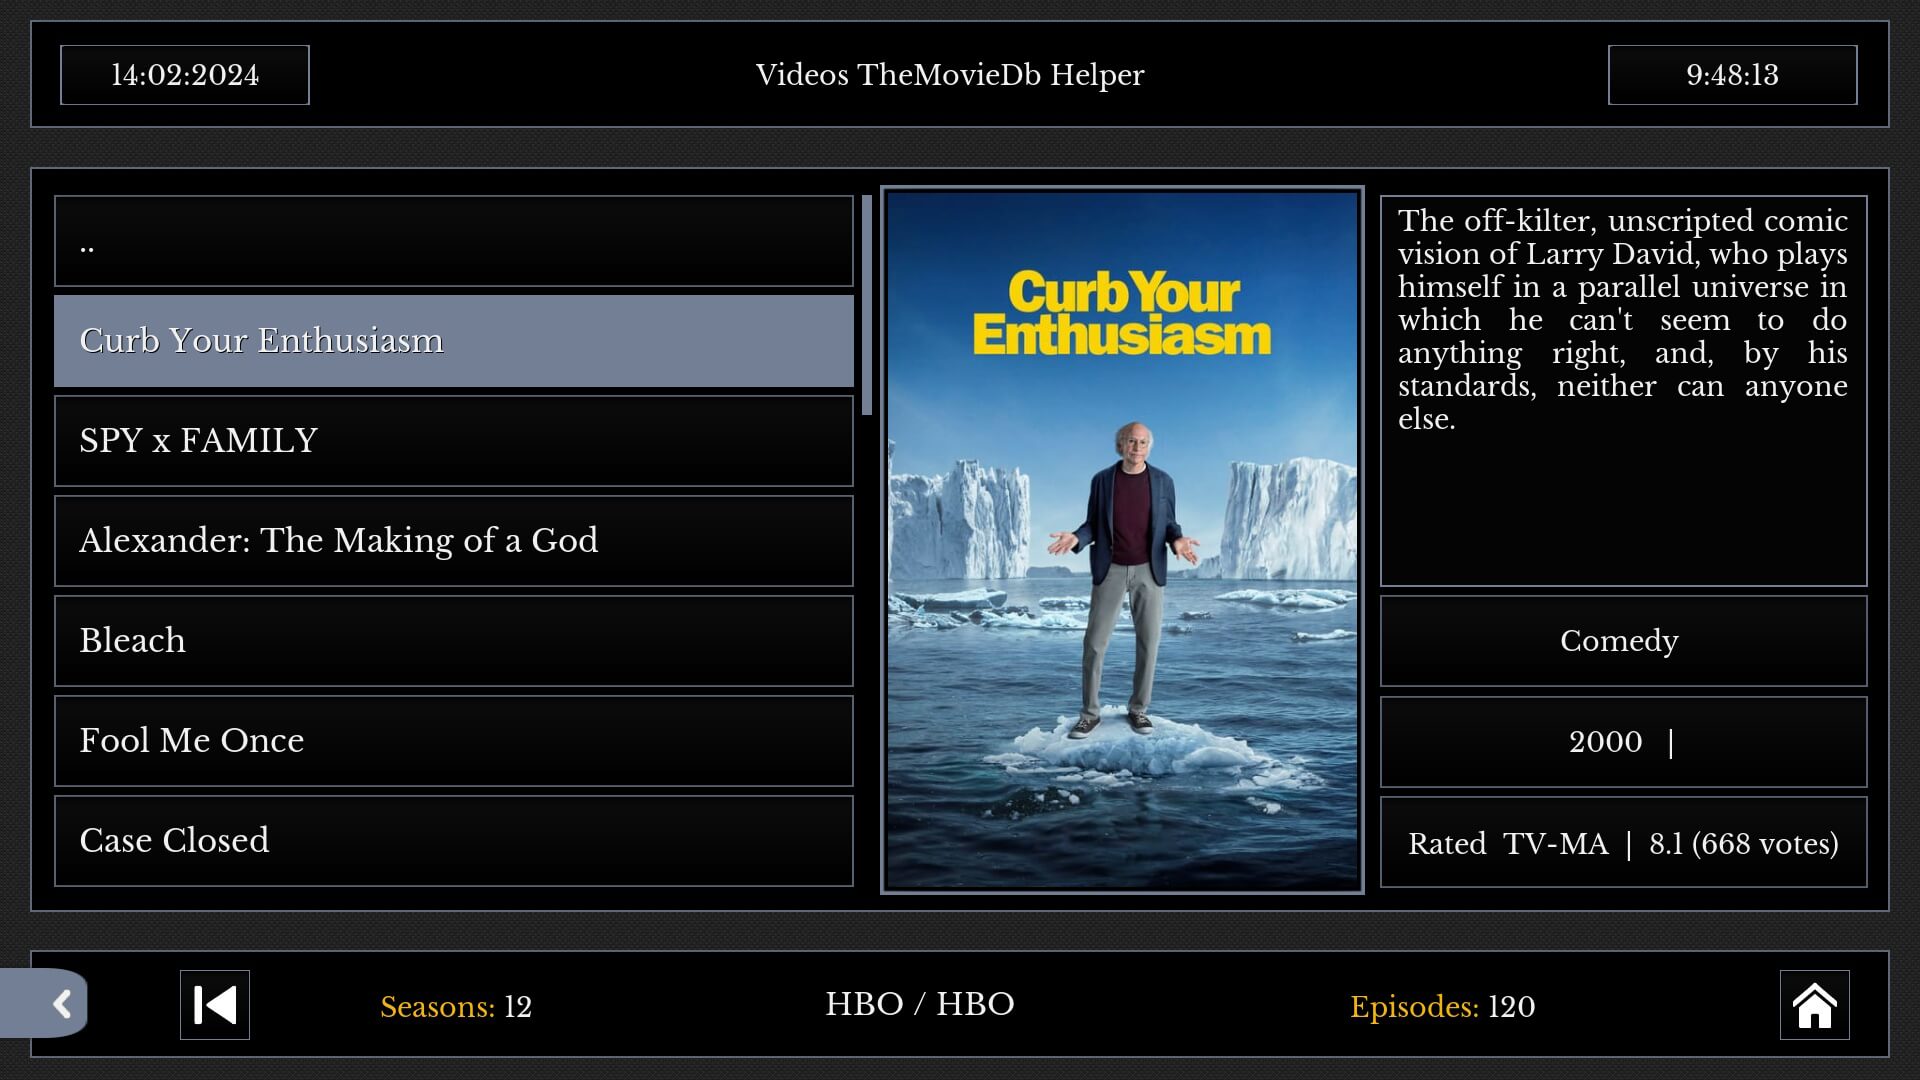 14:02:2024
Videos TheMovieDb Helper
9:48:13
..
Curb Your Enthusiasm
SPY x FAMILY
Alexander: The Making of a God
Bleach
Fool Me Once
Case Closed
Curb Your
Enthusiasm
The off-kilter, unscripted comic
vision of Larry David, who plays
himself in a parallel universe in
which he can't seem to do
anything right, and, by his
standards, neither can anyone
else.
Comedy
2000 |
Rated TV-MA | 8.1 (668 votes)
Seasons: 12
HBO / HBO
Episodes: 120